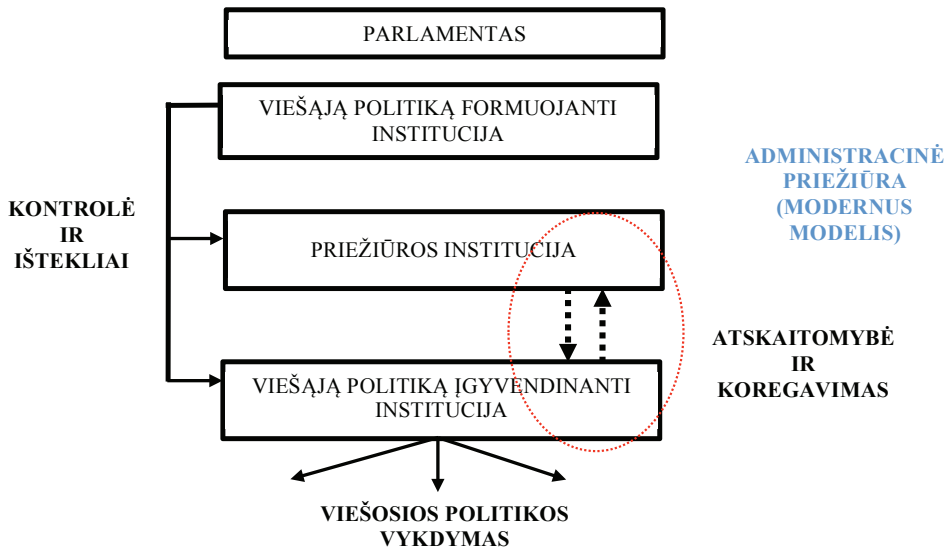 PARLAMENTAS
VIEŠĄJĄ POLITIKĄ FORMUOJANTI
INSTITUCIJA
ADMINISTRACINĖ
PRIEŽIŪRA
(MODERNUS
MODELIS)
KONTROLĖ
IR
IŠTEKLIAI
PRIEŽIŪROS INSTITUCIJA
ATSKAITOMYBĖ
IR
KOREGAVIMAS
VIEŠĄJĄ POLITIKĄ ĮGYVENDINANTI
INSTITUCIJA
VIEŠOSIOS POLITIKOS
VYKDYMAS